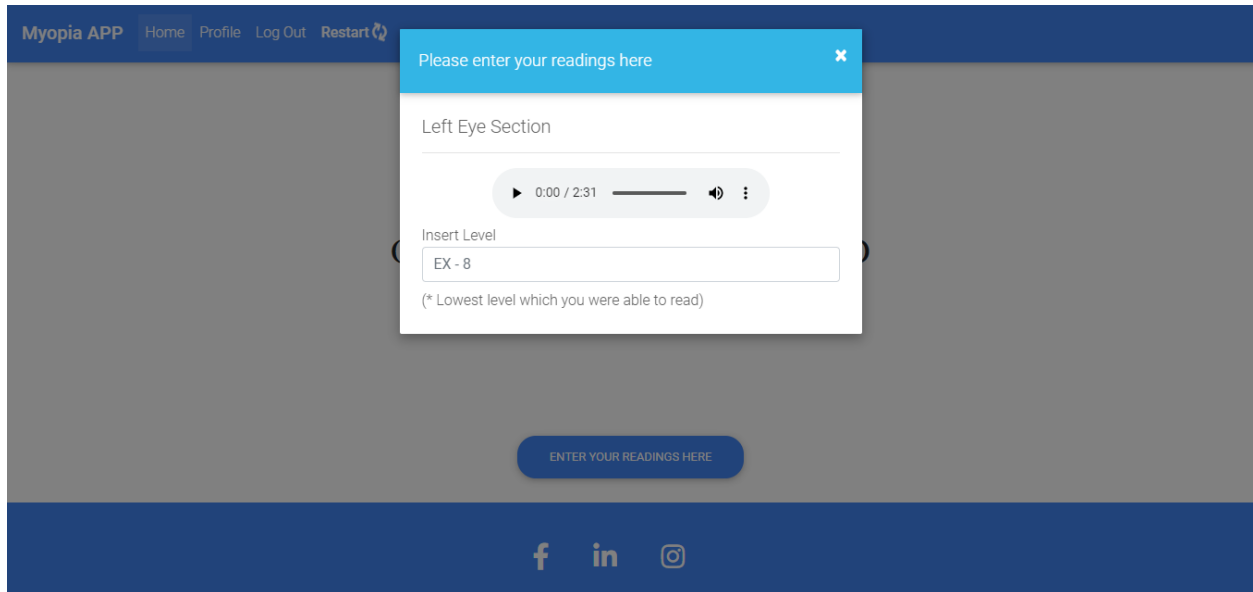 Myopia APP Home Profile Log Out Restart
Please enter your readings here
Left Eye Section
0:00 / 2:31
Insert Level
EX - 8
(* Lowest level which you were able to read)
ENTER YOUR READINGS HERE